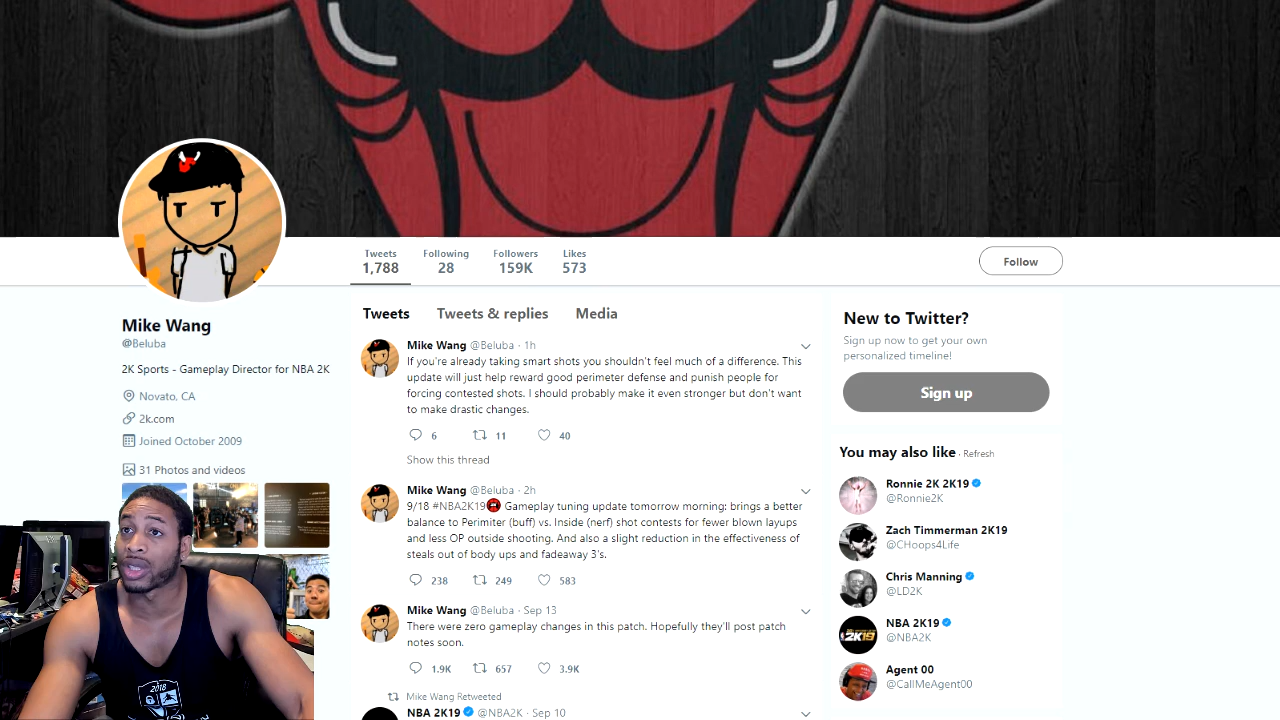 Tweets
1,788
Following
28
Followers
159K
Likes
573
Follow
Mike Wang
@Beluba
2K Sports - Gameplay Director for NBA 2K
Novato, CA
2k.com
Joined October 2009
31 Photos and videos
2018
Tweets
Tweets & replies
Media
Mike Wang @Beluba · 1h
If you're already taking smart shots you shouldn't feel much of a difference. This
update will just help reward good perimeter defense and punish people for
forcing contested shots. I should probably make it even stronger but don't want
to make drastic changes.
6 11 40
Show this thread
Mike Wang @Beluba · 2h
9/18 #NBA2K19 Gameplay tuning update tomorrow morning: brings a better
balance to Perimiter (buff) vs. Inside (nerf) shot contests for fewer blown layups
and less OP outside shooting. And also a slight reduction in the effectiveness of
steals out of body ups and fadeaway 3's.
238 249 583
Mike Wang @Beluba · Sep 13
There were zero gameplay changes in this patch. Hopefully they'll post patch
notes soon.
1.9K 657 3.9K
Mike Wang Retweeted
NBA 2K19 @NBA2K · Sep 10
New to Twitter?
Sign up now to get your own
personalized timeline!
Sign up
You may also like · Refresh
Ronnie 2K 2K19
@Ronnie2K
Zach Timmerman 2K19
@CHoops4Life
Chris Manning
@LD2K
NBA 2K19
@NBA2K
2K19
Agent 00
@CallMeAgent00